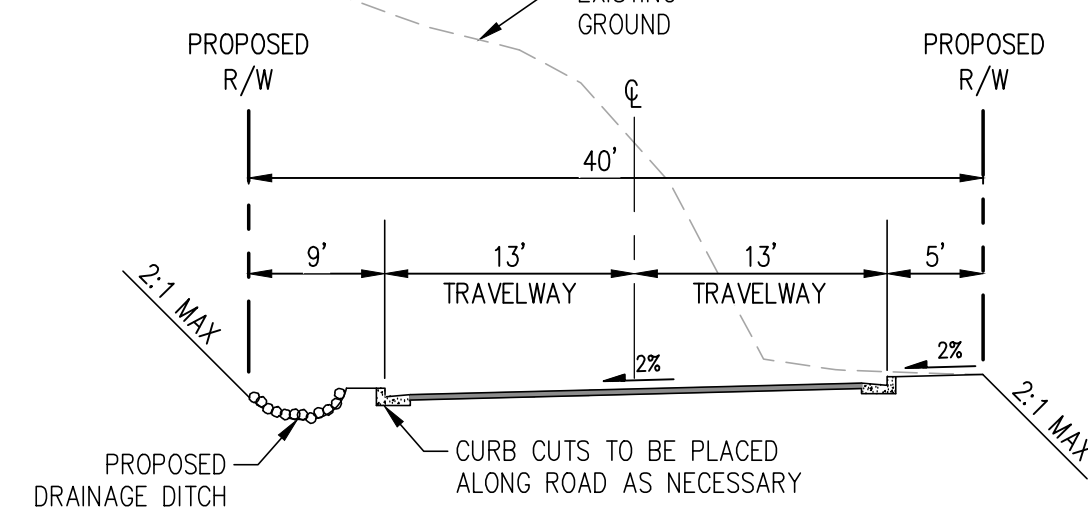 EXISTING
GROUND
PROPOSED
R/W
PROPOSED
R/W
℄
40'
9'
13'
13'
5'
TRAVELWAY
TRAVELWAY
2:1 MAX
2%
2%
2:1 MAX
CURB CUTS TO BE PLACED
ALONG ROAD AS NECESSARY
PROPOSED
DRAINAGE DITCH